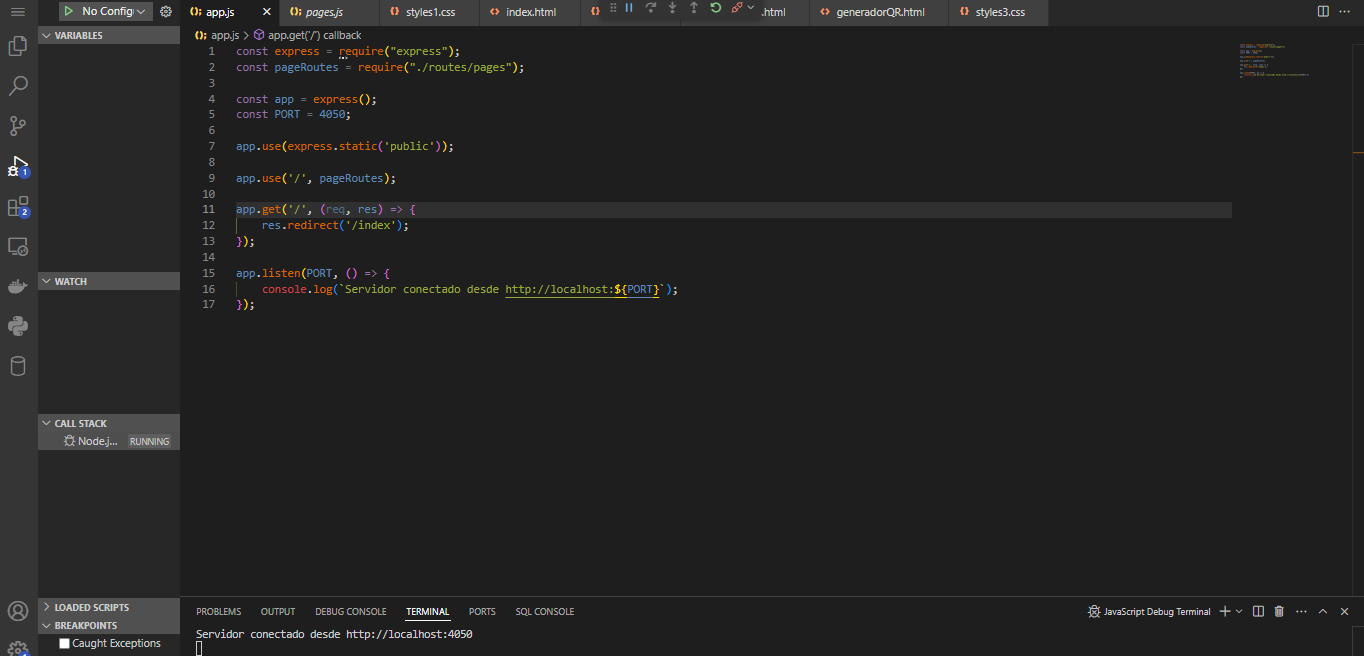 No Config
app.js
pages.js
styles1.css
index.html
.html
generadorQR.html
styles3.css
VARIABLES
app.js > app.get('/') callback
1 const express = require("express");
2 const pageRoutes = require("./routes/pages");
3
4 const app = express();
5 const PORT = 4050;
6
7 app.use(express.static('public'));
8
9 app.use('/', pageRoutes);
10
11 app.get('/', (req, res) => {
12 res.redirect('/index');
13 });
14
15 app.listen(PORT, () => {
16 console.log(`Servidor conectado desde http://localhost:${PORT}`);
17 });
1
2
WATCH
CALL STACK
Node.j... RUNNING
LOADED SCRIPTS
BREAKPOINTS
Caught Exceptions
PROBLEMS OUTPUT DEBUG CONSOLE TERMINAL PORTS SQL CONSOLE
JavaScript Debug Terminal
Servidor conectado desde http://localhost:4050